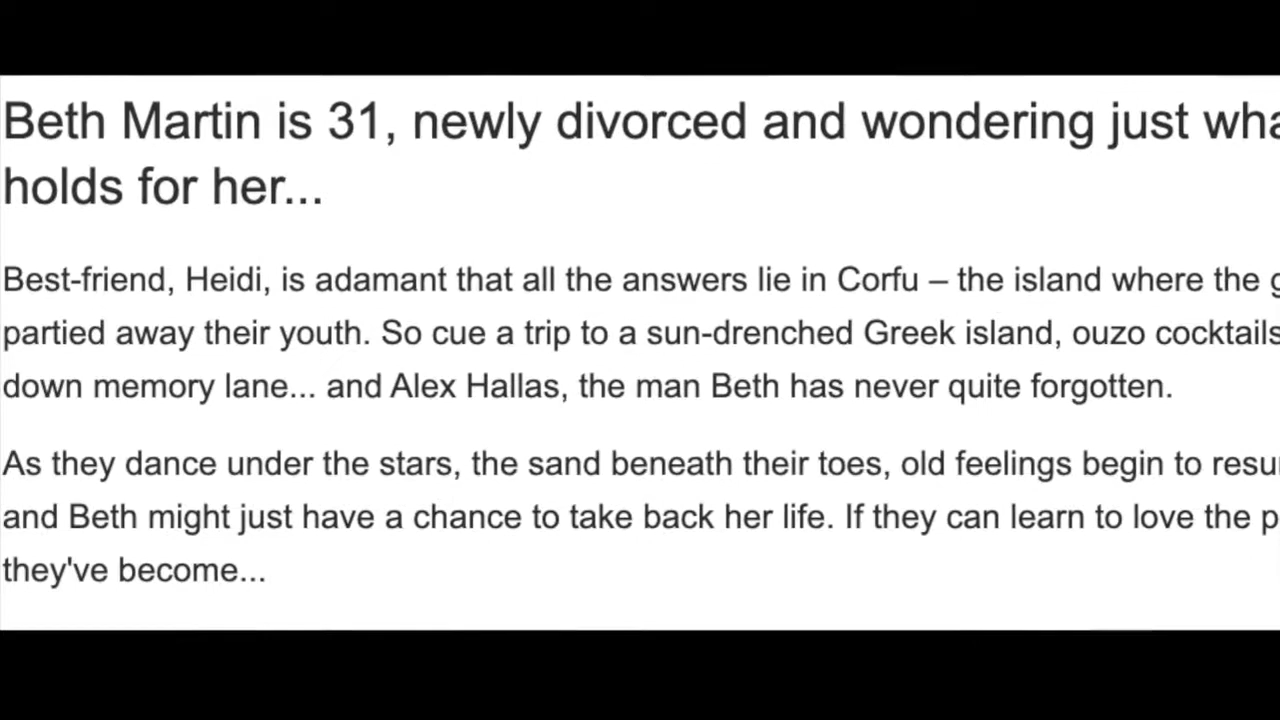 Beth Martin is 31, newly divorced and wondering just
holds for her...
Best-friend, Heidi, is adamant that all the answers lie in Corfu – the island where the
partied away their youth. So cue a trip to a sun-drenched Greek island, ouzo cocktails
down memory lane... and Alex Hallas, the man Beth has never quite forgotten.
As they dance under the stars, the sand beneath their toes, old feelings begin to
and Beth might just have a chance to take back her life. If they can learn to love the
they've become...